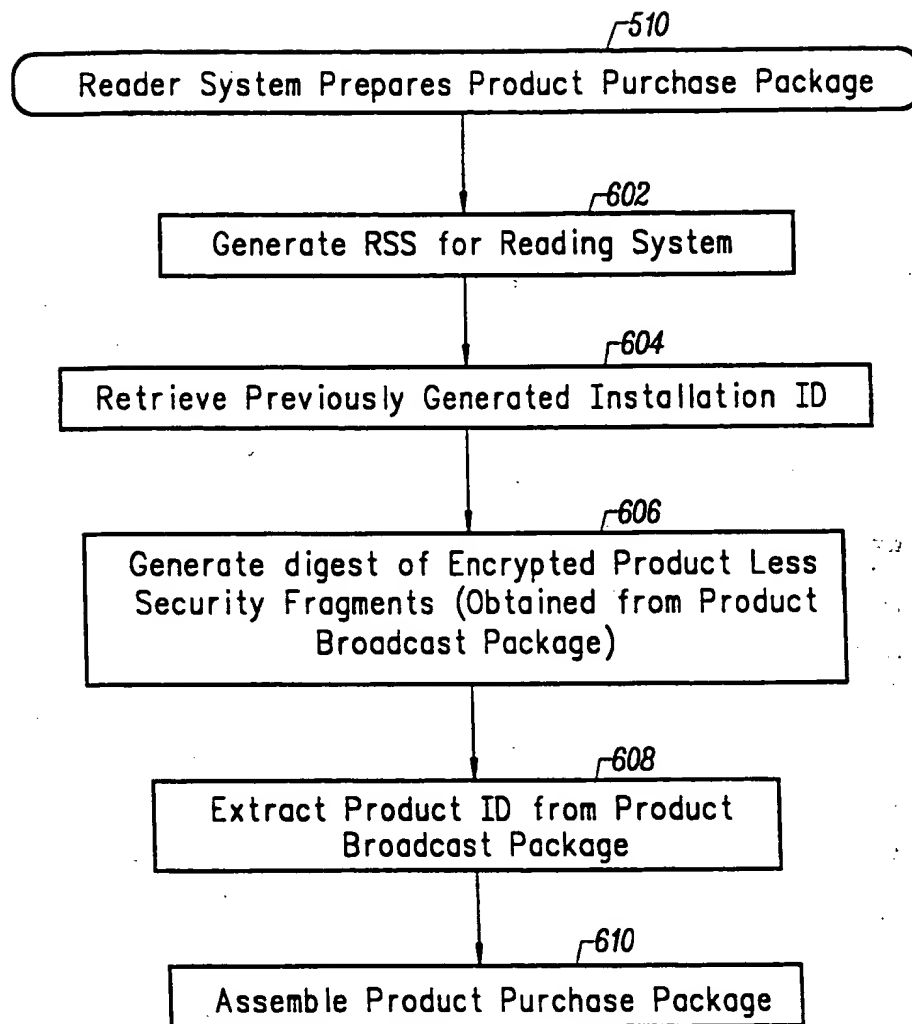 510
Reader System Prepares Product Purchase Package
602
Generate RSS for Reading System
604
Retrieve Previously Generated Installation ID
606
Generate digest of Encrypted Product Less
Security Fragments (Obtained from Product
Broadcast Package)
608
Extract Product ID from Product
Broadcast Package
610
Assemble Product Purchase Package